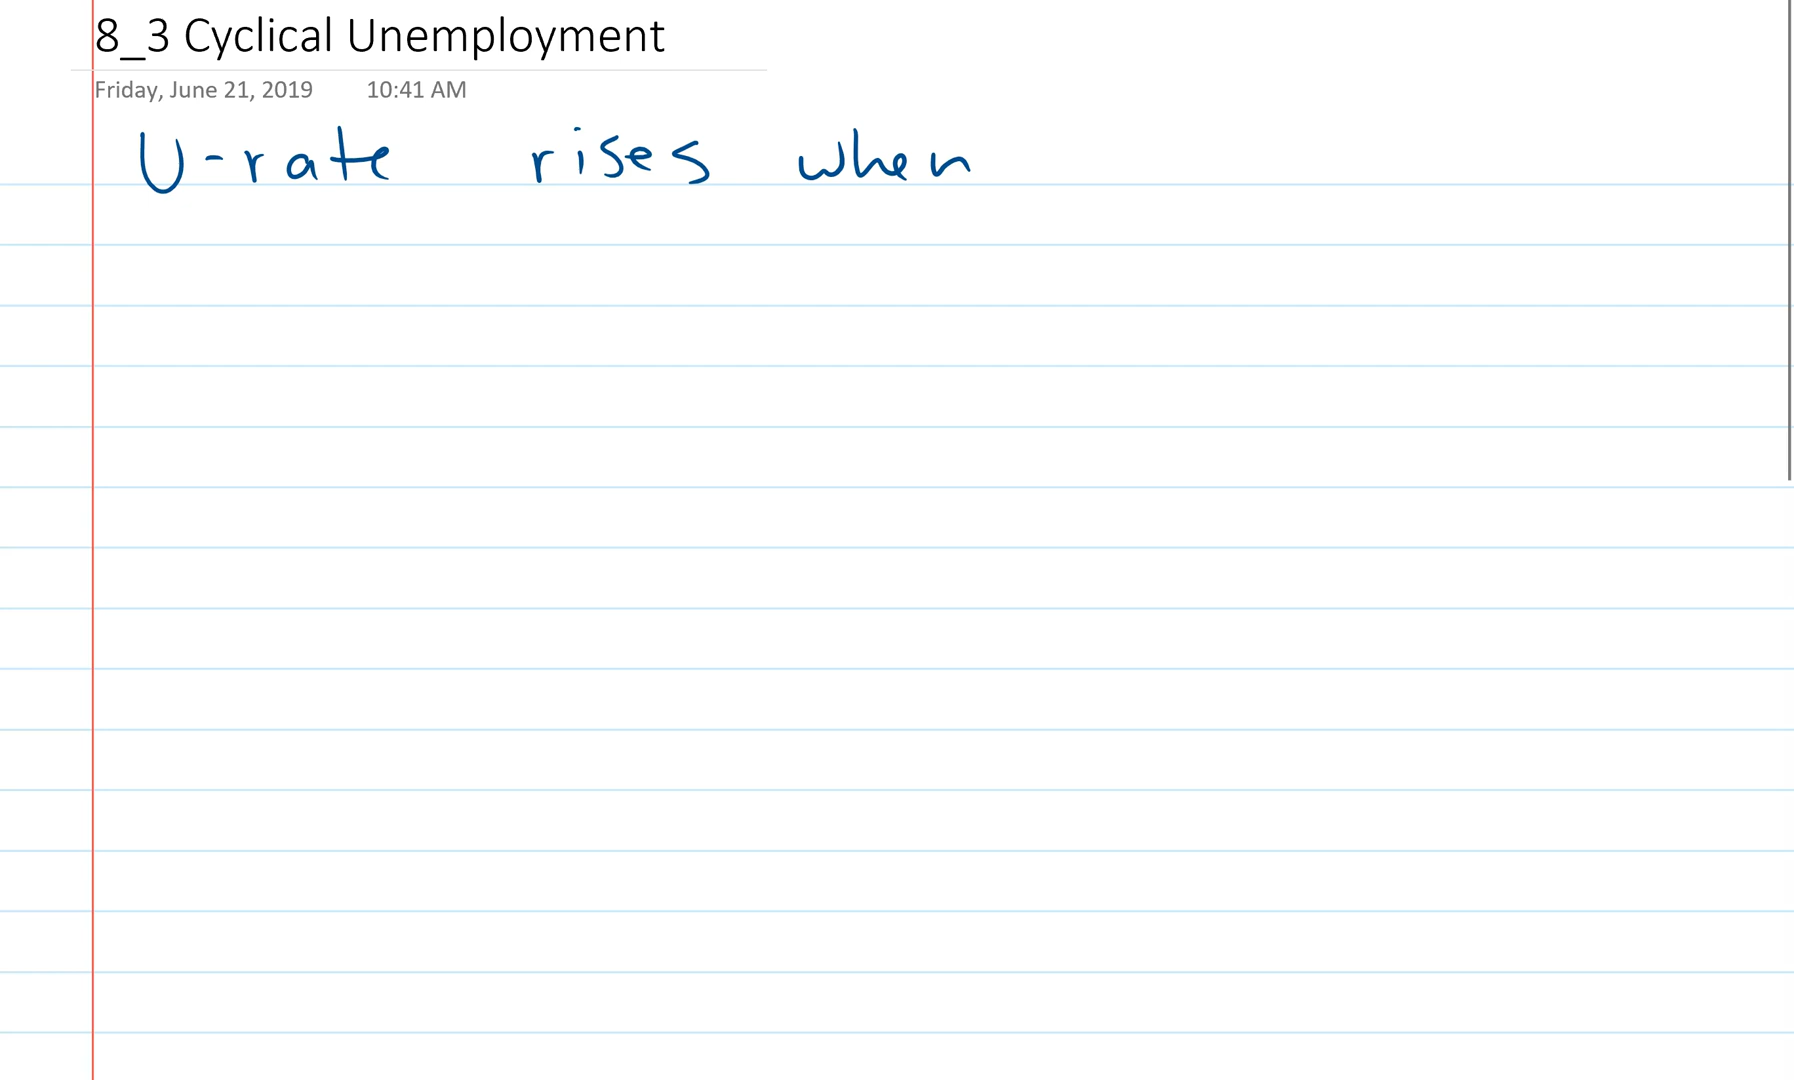 8_3 Cyclical Unemployment
Friday, June 21, 2019 10:41 AM
U-rate rises when